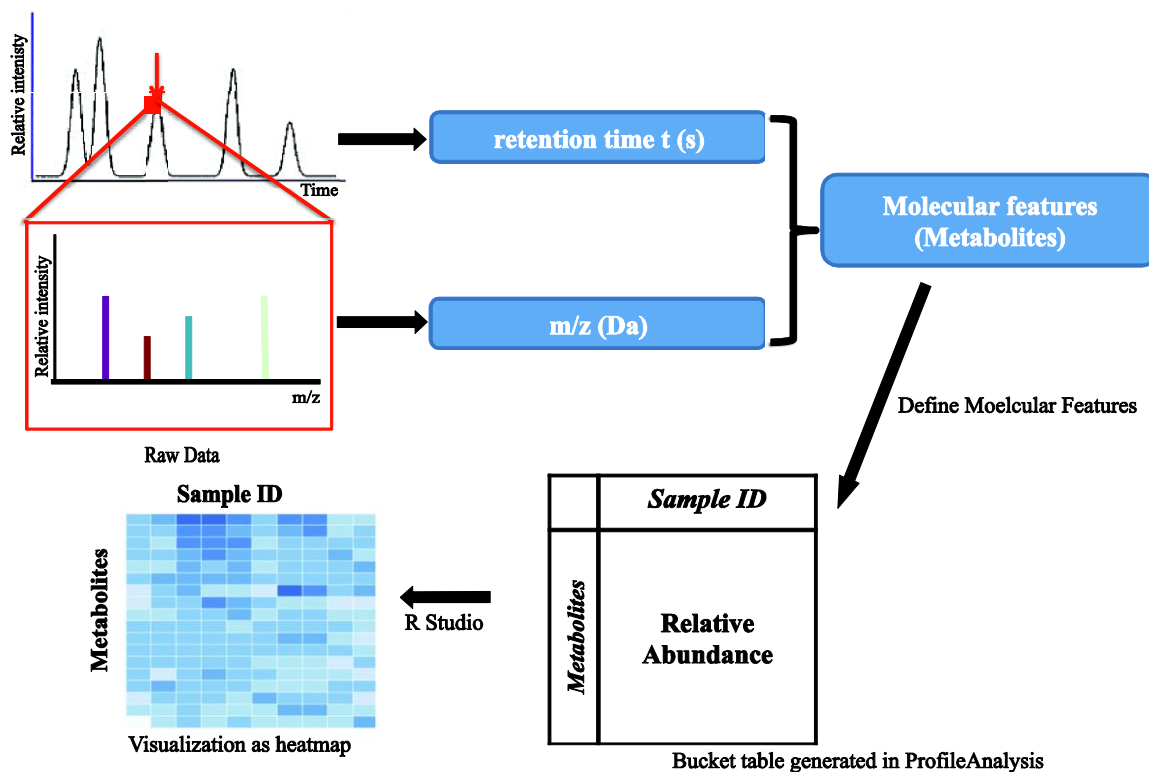 Relative intenisty
Time
retention time t (s)
Molecular features
(Metabolites)
Relative intensity
m/z
m/z (Da)
Raw Data
Define Moelcular Features
Sample ID
Metabolites
Relative
Abundance
Bucket table generated in ProfileAnalysis
R Studio
Sample ID
Metabolites
Visualization as heatmap